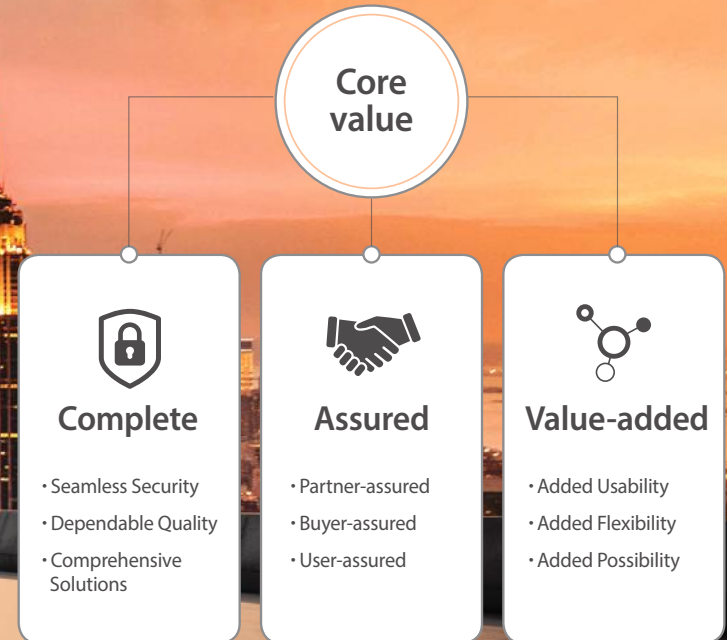 Core
value
Complete
· Seamless Security
· Dependable Quality
· Comprehensive
Solutions
Assured
· Partner-assured
· Buyer-assured
· User-assured
Value-added
· Added Usability
· Added Flexibility
· Added Possibility